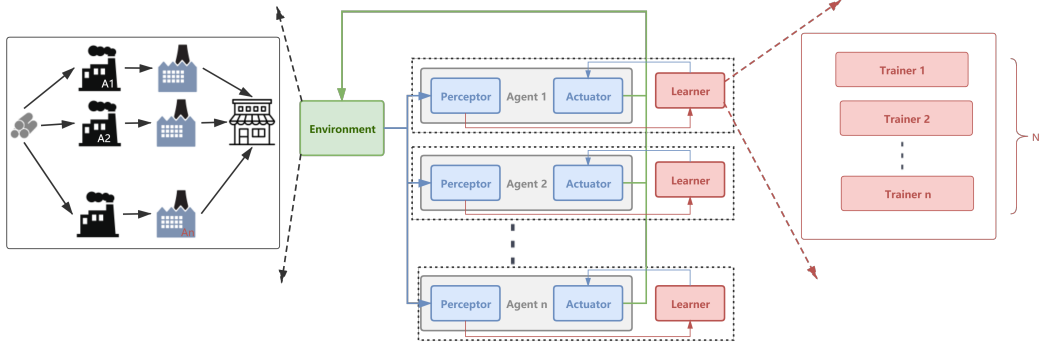 A1
A2
An
Environment
Perceptor
Agent 1
Actuator
Learner
Perceptor
Agent 2
Actuator
Learner
Perceptor
Agent n
Actuator
Learner
Trainer 1
Trainer 2
Trainer n
N